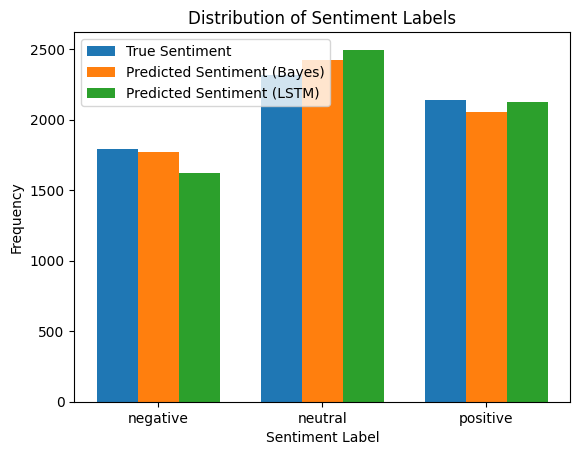 Distribution of Sentiment Labels
True Sentiment
Predicted Sentiment (Bayes)
Predicted Sentiment (LSTM)
Frequency
2500
2000
1500
1000
500
0
negative neutral positive
Sentiment Label